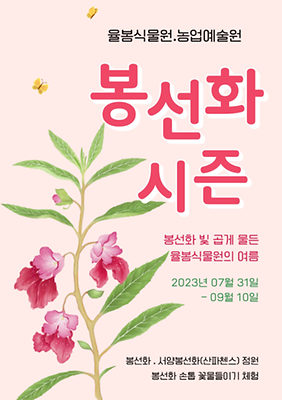 율봉식물원.농업예술원
봉선화
시즌
봉선화 빛 곱게 물든
율봉식물원의 여름
2023년 07월 31일
- 09월 10일
봉선화 . 서양봉선화(산파첸스) 정원
봉선화 손톱 꽃물들이기 체험